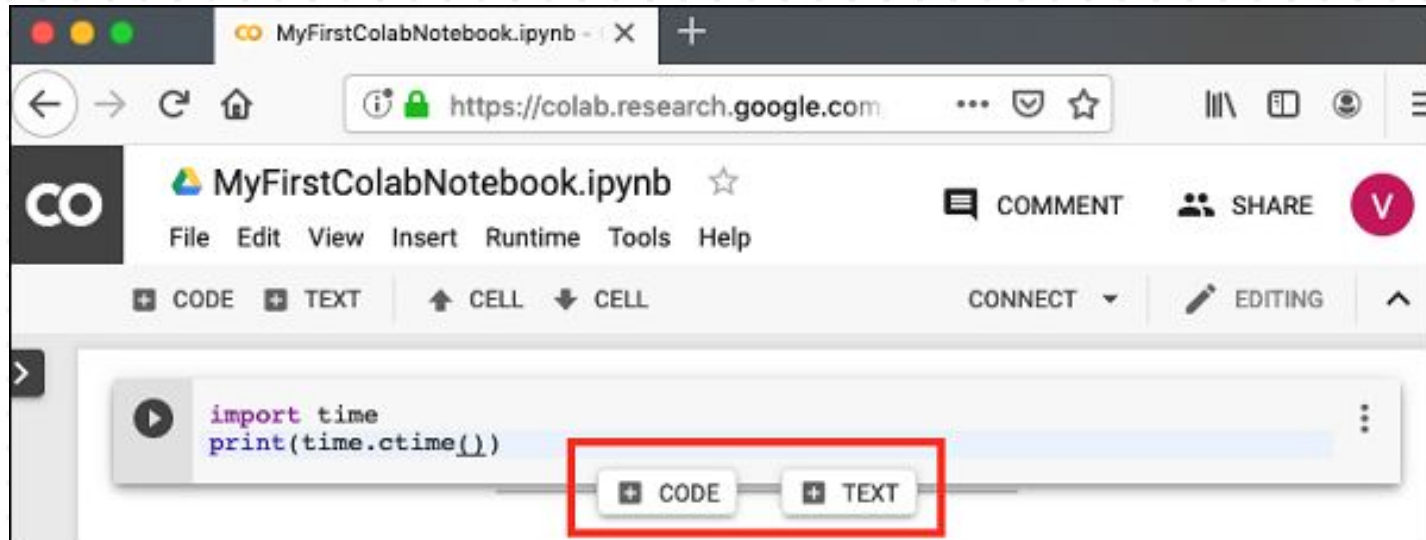 CO MyFirstColabNotebook.ipynb -
https://colab.research.google.com
CO MyFirstColabNotebook.ipynb
COMMENT SHARE V
File Edit View Insert Runtime Tools Help
CODE TEXT CELL CELL CONNECT EDITING
import time
print(time.ctime())
CODE TEXT